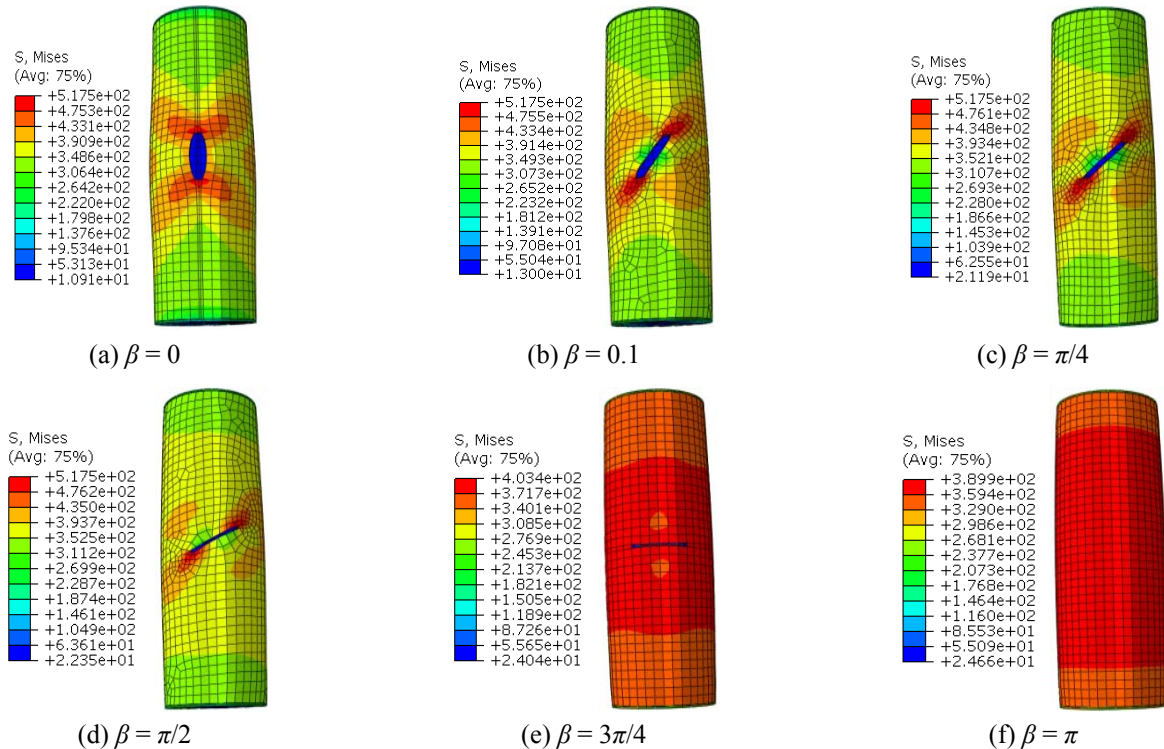 S, Mises
(Avg: 75%)
+5.175e+02
+4.753e+02
+4.331e+02
+3.909e+02
+3.486e+02
+3.064e+02
+2.642e+02
+2.220e+02
+1.798e+02
+1.376e+02
+9.534e+01
+5.313e+01
+1.091e+01
(a) β = 0
S, Mises
(Avg: 75%)
+5.175e+02
+4.755e+02
+4.334e+02
+3.914e+02
+3.493e+02
+3.073e+02
+2.652e+02
+2.232e+02
+1.812e+02
+1.391e+02
+9.708e+01
+5.504e+01
+1.300e+01
(b) β = 0.1
S, Mises
(Avg: 75%)
+5.175e+02
+4.761e+02
+4.348e+02
+3.934e+02
+3.521e+02
+3.107e+02
+2.693e+02
+2.280e+02
+1.866e+02
+1.453e+02
+1.039e+02
+6.255e+01
+2.119e+01
(c) β = π/4
S, Mises
(Avg: 75%)
+5.175e+02
+4.762e+02
+4.350e+02
+3.937e+02
+3.525e+02
+3.112e+02
+2.699e+02
+2.287e+02
+1.874e+02
+1.461e+02
+1.049e+02
+6.361e+01
+2.235e+01
(d) β = π/2
S, Mises
(Avg: 75%)
+4.034e+02
+3.717e+02
+3.401e+02
+3.085e+02
+2.769e+02
+2.453e+02
+2.137e+02
+1.821e+02
+1.505e+02
+1.189e+02
+8.726e+01
+5.565e+01
+2.404e+01
(e) β = 3π/4
S, Mises
(Avg: 75%)
+3.899e+02
+3.594e+02
+3.290e+02
+2.986e+02
+2.681e+02
+2.377e+02
+2.073e+02
+1.768e+02
+1.464e+02
+1.160e+02
+8.553e+01
+5.509e+01
+2.466e+01
(f) β = π